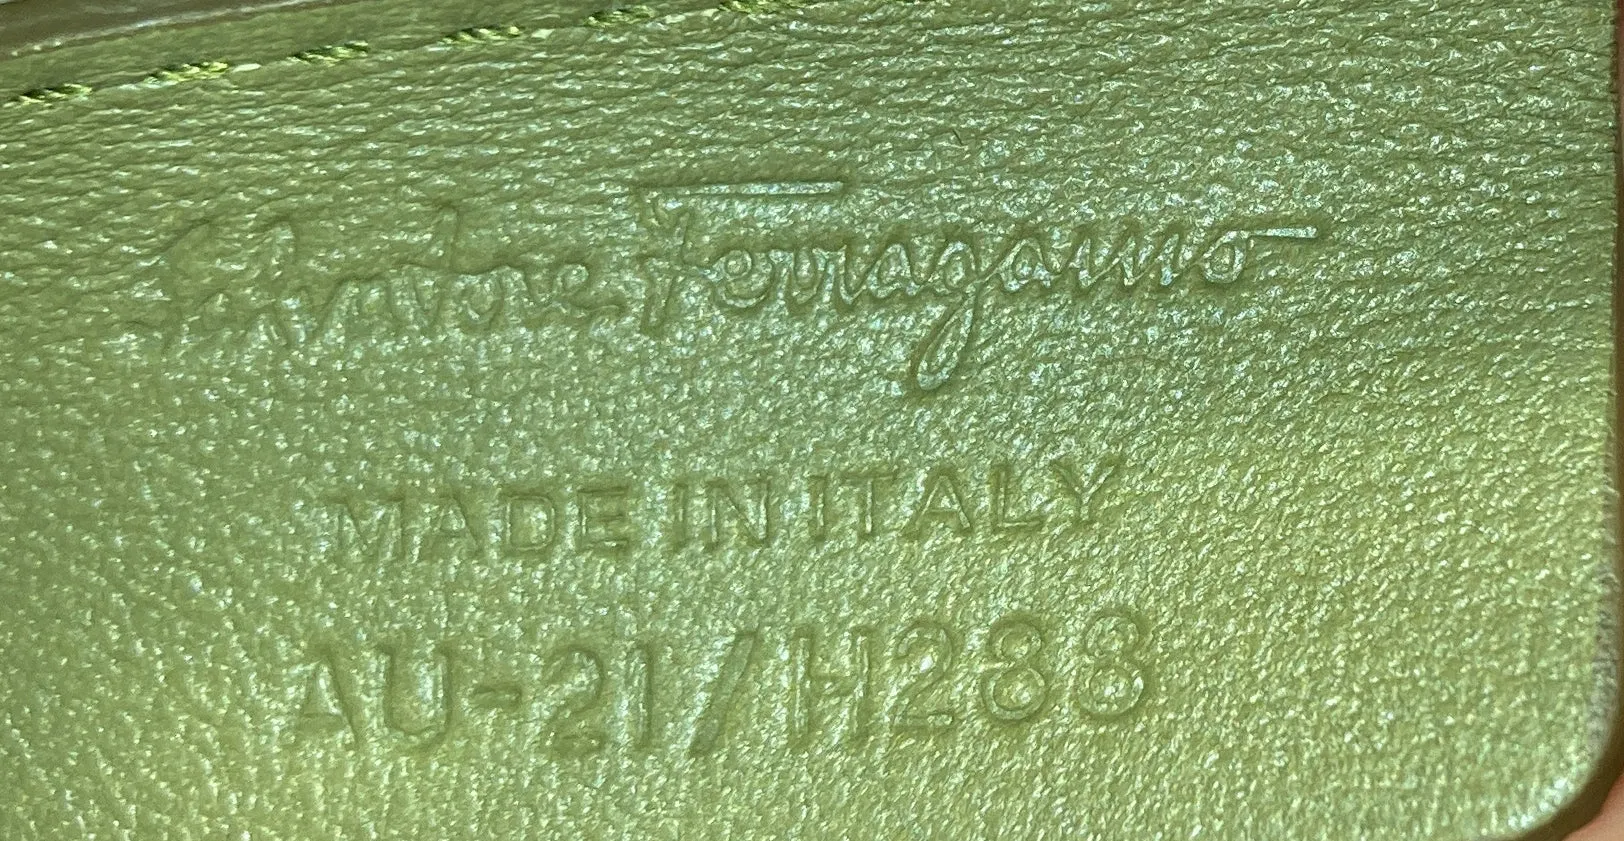 Salvatore Ferragamo
MADE IN ITALY
AU-21/H288